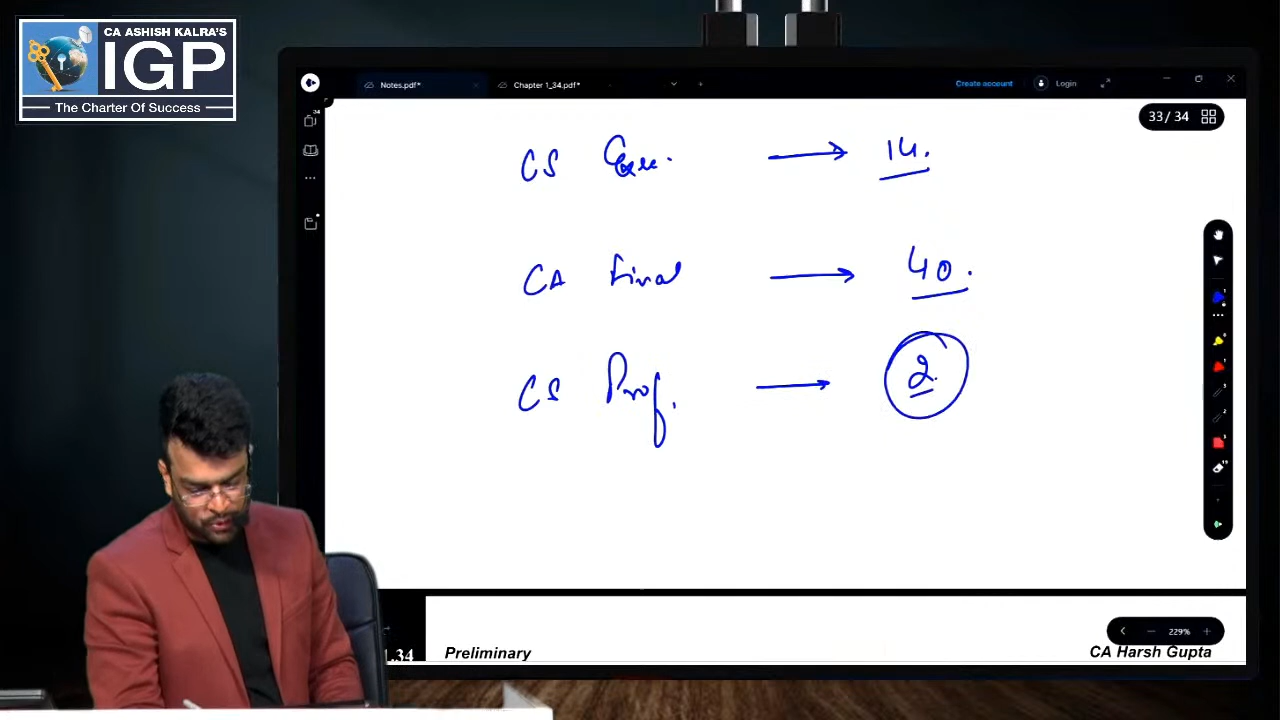 CA ASHISH KALRA'S
IGP
The Charter Of Success
Notes.pdf*
Chapter 1_34.pdf*
Create account
Login
33/ 34
CS Exe. → 14.
CA Final → 40.
CS Prof. → 2.
229%
1.34
Preliminary
CA Harsh Gupta